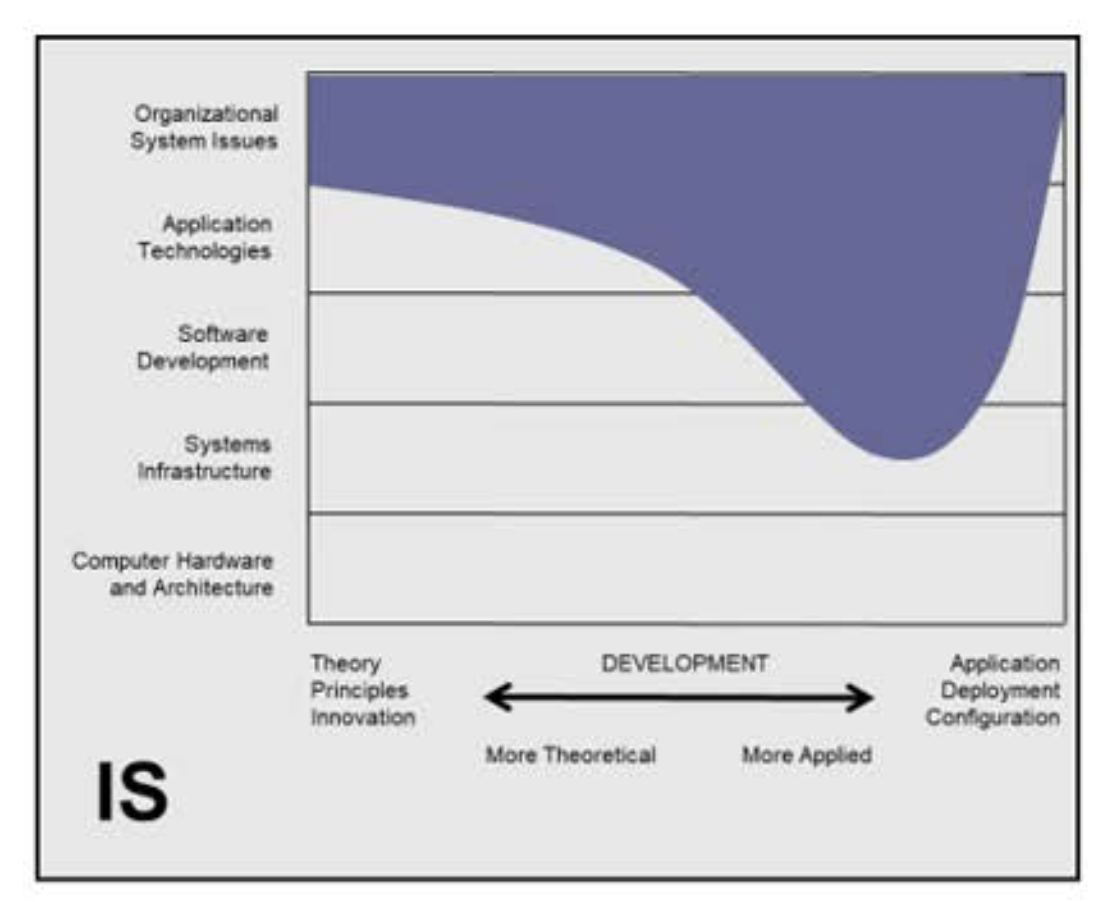 Organizational
System Issues
Application
Technologies
Software
Development
Systems
Infrastructure
Computer Hardware
and Architecture
Theory
Principles
Innovation
DEVELOPMENT
More Theoretical
More Applied
Application
Deployment
Configuration
IS